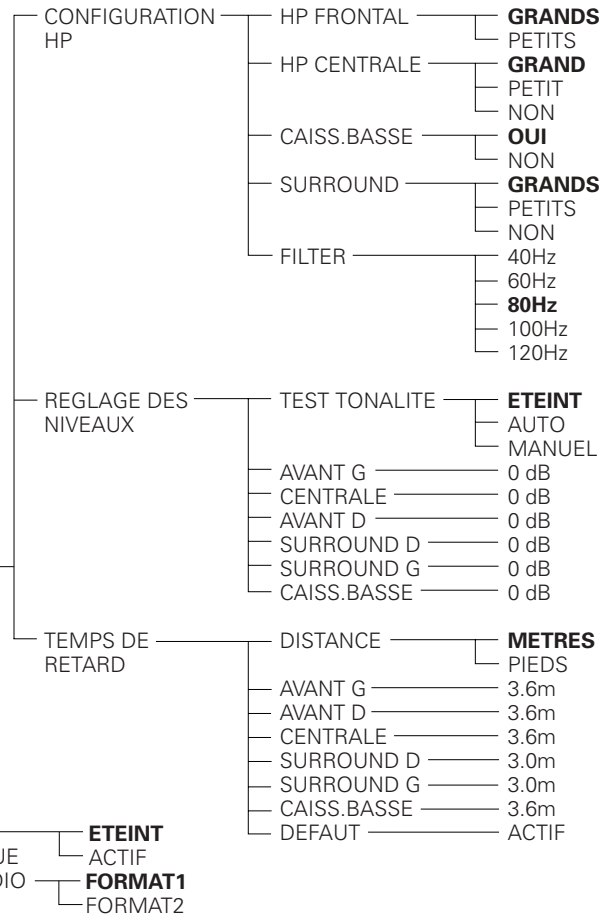 CONFIGURATION HP FRONTAL GRANDS
HP PETITS
HP CENTRALE GRAND
PETIT
NON
CAISS.BASSE OUI
NON
SURROUND GRANDS
PETITS
NON
FILTER 40Hz
60Hz
80Hz
100Hz
120Hz
REGLAGE DES TEST TONALITE ETEINT
NIVEAUX AUTO
MANUEL
AVANT G 0 dB
CENTRALE 0 dB
AVANT D 0 dB
SURROUND D 0 dB
SURROUND G 0 dB
CAISS.BASSE 0 dB
TEMPS DE DISTANCE METRES
RETARD PIEDS
AVANT G 3.6m
AVANT D 3.6m
CENTRALE 3.6m
SURROUND D 3.0m
SURROUND G 3.0m
CAISS.BASSE 3.6m
DEFAUT ACTIF
ETEINT
UE ACTIF
DIO FORMAT1
FORMAT2